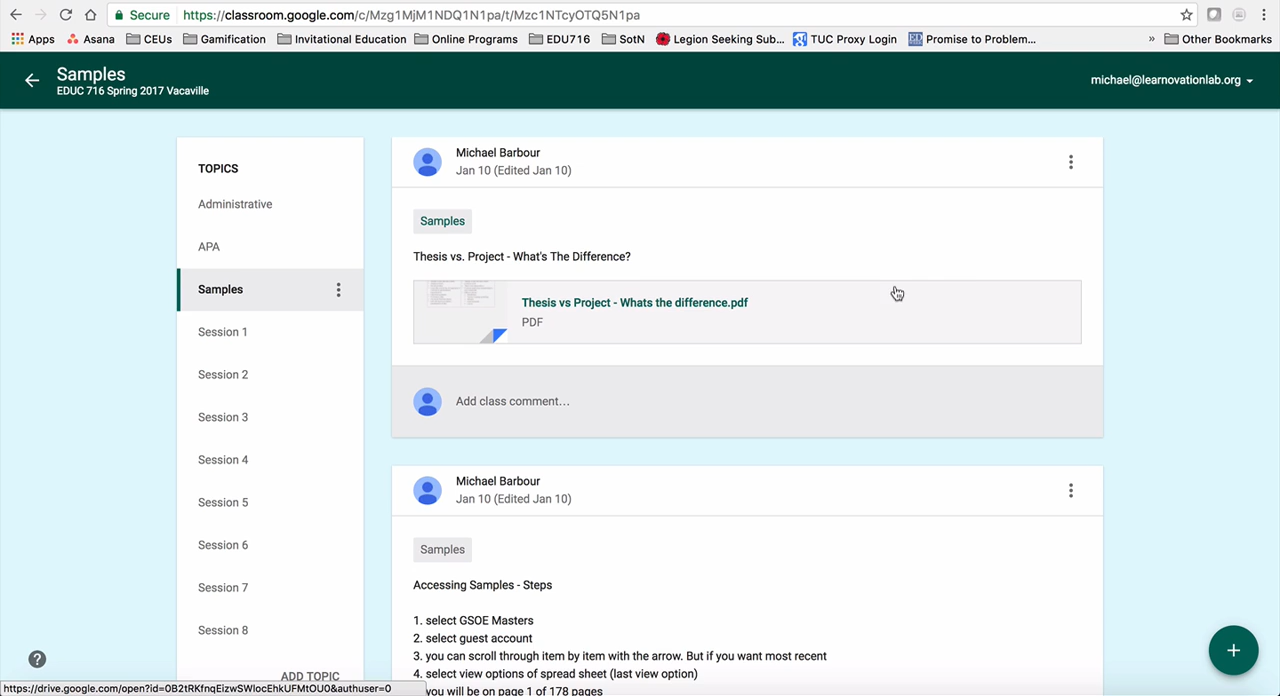 Secure https://classroom.google.com/c/Mzg1MjM1NDQ1N1pa/t/Mzc1NTcyOTQ5N1pa
Apps Asana CEUs Gamification Invitational Education Online Programs EDU716 SotN Legion Seeking Sub... TUC Proxy Login ED Promise to Problem... » Other Bookmarks
Samples
EDUC 716 Spring 2017 Vacaville
michael@learnovationlab.org
TOPICS
Administrative
APA
Samples
Session 1
Session 2
Session 3
Session 4
Session 5
Session 6
Session 7
Session 8
ADD TOPIC
Michael Barbour
Jan 10 (Edited Jan 10)
Samples
Thesis vs. Project - What's The Difference?
Thesis vs Project - Whats the difference.pdf
PDF
Add class comment…
Michael Barbour
Jan 10 (Edited Jan 10)
Samples
Accessing Samples - Steps
1. select GSOE Masters
2. select guest account
3. you can scroll through item by item with the arrow. But if you want most recent
4. select view options of spread sheet (last view option)
you will be on page 1 of 178 pages
?
+
https://drive.google.com/open?id=0B2tRKfnqEizwSWlocEhkUFMtOU0&authuser=0